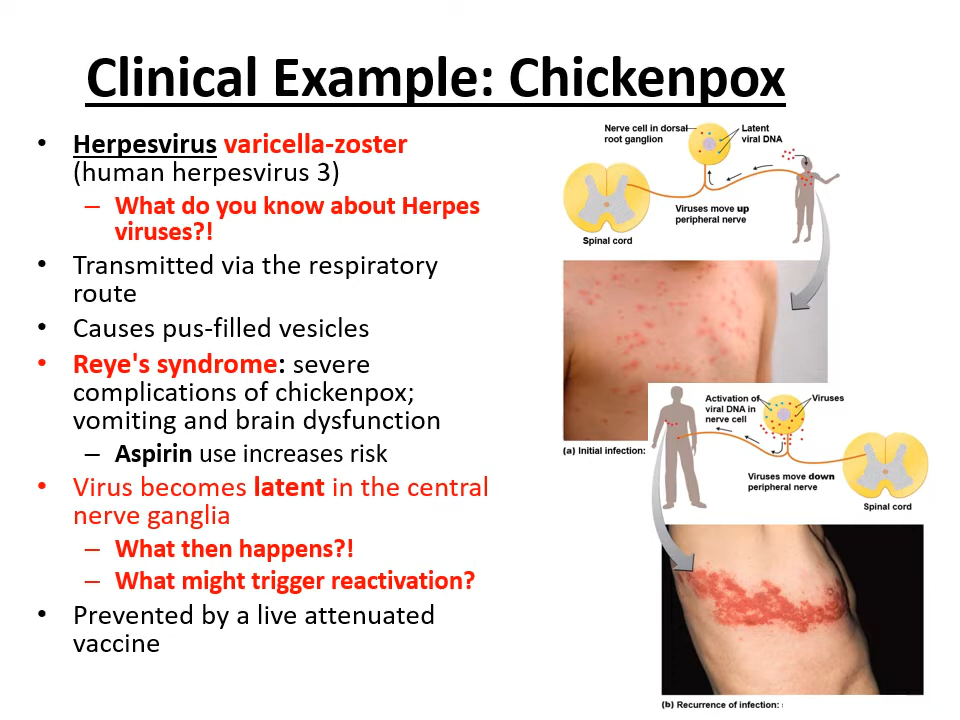 Clinical Example: Chickenpox
• Herpesvirus varicella-zoster
(human herpesvirus 3)
– What do you know about Herpes
viruses?!
• Transmitted via the respiratory
route
• Causes pus-filled vesicles
• Reye's syndrome: severe
complications of chickenpox;
vomiting and brain dysfunction
– Aspirin use increases risk
• Virus becomes latent in the central
nerve ganglia
– What then happens?!
– What might trigger reactivation?
• Prevented by a live attenuated
vaccine
Nerve cell in dorsal
root ganglion
Latent
viral DNA
Viruses move up
peripheral nerve
Spinal cord
(a) Initial infection:
Activation of
viral DNA in
nerve cell
Viruses
Viruses move down
peripheral nerve
Spinal cord
(b) Recurrence of infection: